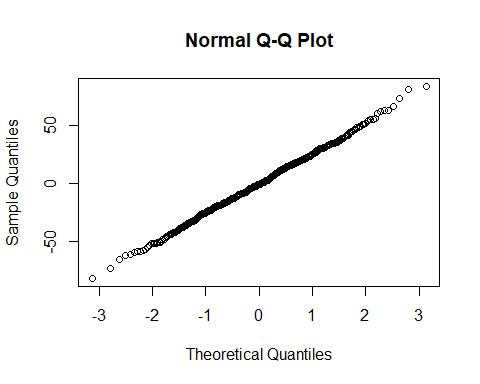 Normal Q-Q Plot
Sample Quantiles
50
0
-50
-3 -2 -1 0 1 2 3
Theoretical Quantiles